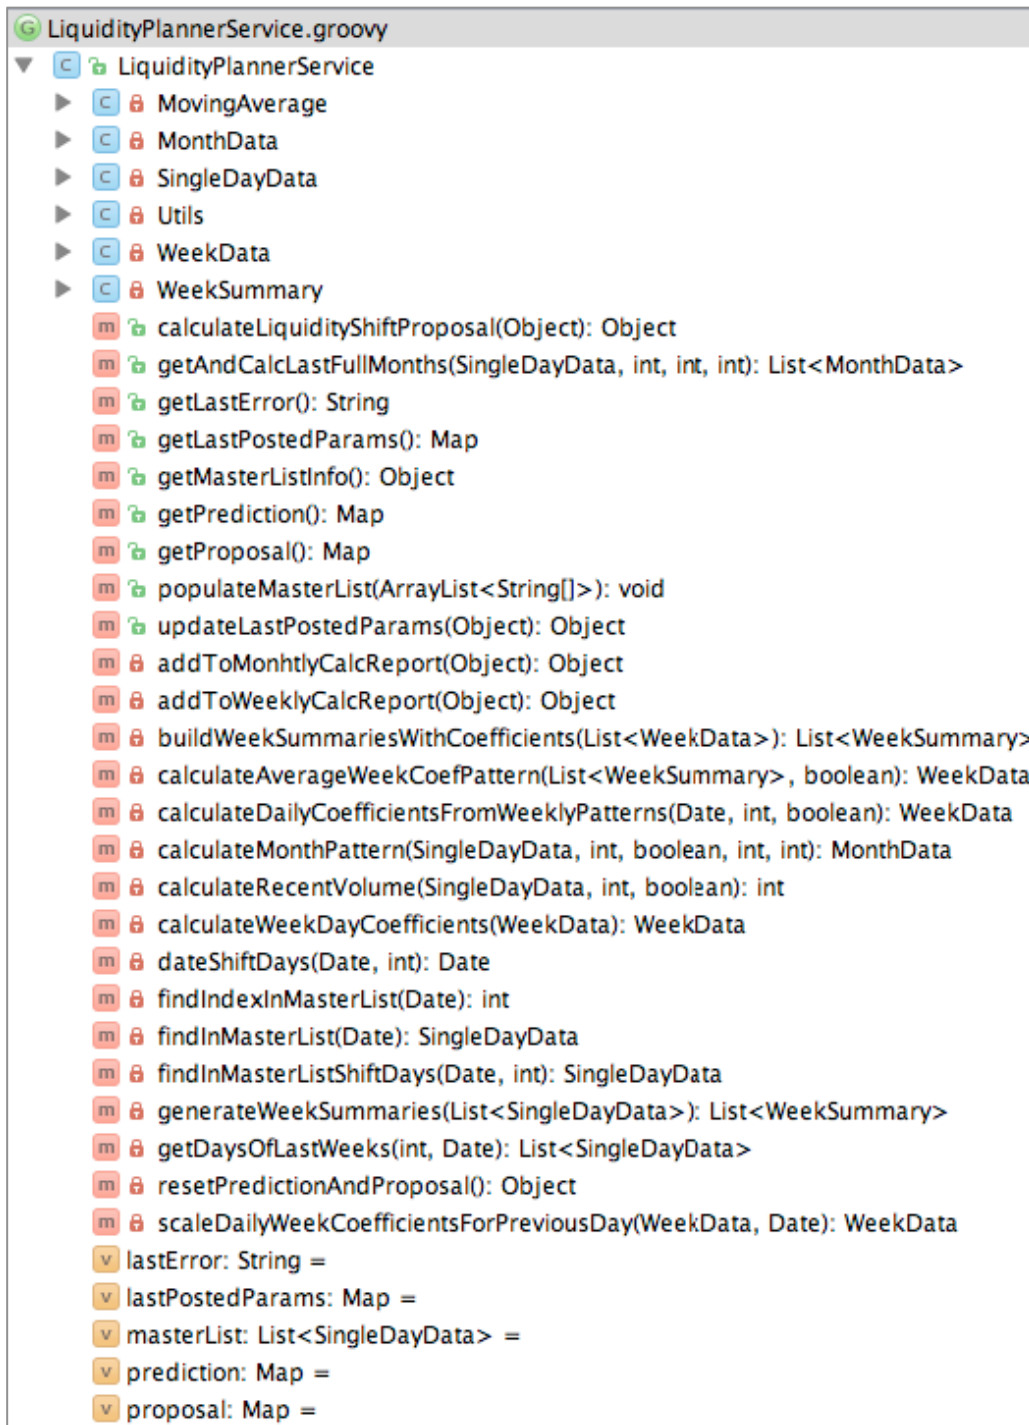 G LiquidityPlannerService.groovy
C LiquidityPlannerService
C MovingAverage
C MonthData
C SingleDayData
C Utils
C WeekData
C WeekSummary
m calculateLiquidityShiftProposal(Object): Object
m getAndCalcLastFullMonths(SingleDayData, int, int, int): List<MonthData>
m getLastError(): String
m getLastPostedParams(): Map
m getMasterListInfo(): Object
m getPrediction(): Map
m getProposal(): Map
m populateMasterList(ArrayList<String[]>): void
m updateLastPostedParams(Object): Object
m addToMonhtlyCalcReport(Object): Object
m addToWeeklyCalcReport(Object): Object
m buildWeekSummariesWithCoefficients(List<WeekData>): List<WeekSummary>
m calculateAverageWeekCoefPattern(List<WeekSummary>, boolean): WeekData
m calculateDailyCoefficientsFromWeeklyPatterns(Date, int, boolean): WeekData
m calculateMonthPattern(SingleDayData, int, boolean, int, int): MonthData
m calculateRecentVolume(SingleDayData, int, boolean): int
m calculateWeekDayCoefficients(WeekData): WeekData
m dateShiftDays(Date, int): Date
m findIndexInMasterList(Date): int
m findInMasterList(Date): SingleDayData
m findInMasterListShiftDays(Date, int): SingleDayData
m generateWeekSummaries(List<SingleDayData>): List<WeekSummary>
m getDaysOfLastWeeks(int, Date): List<SingleDayData>
m resetPredictionAndProposal(): Object
m scaleDailyWeekCoefficientsForPreviousDay(WeekData, Date): WeekData
v lastError: String =
v lastPostedParams: Map =
v masterList: List<SingleDayData> =
v prediction: Map =
v proposal: Map =